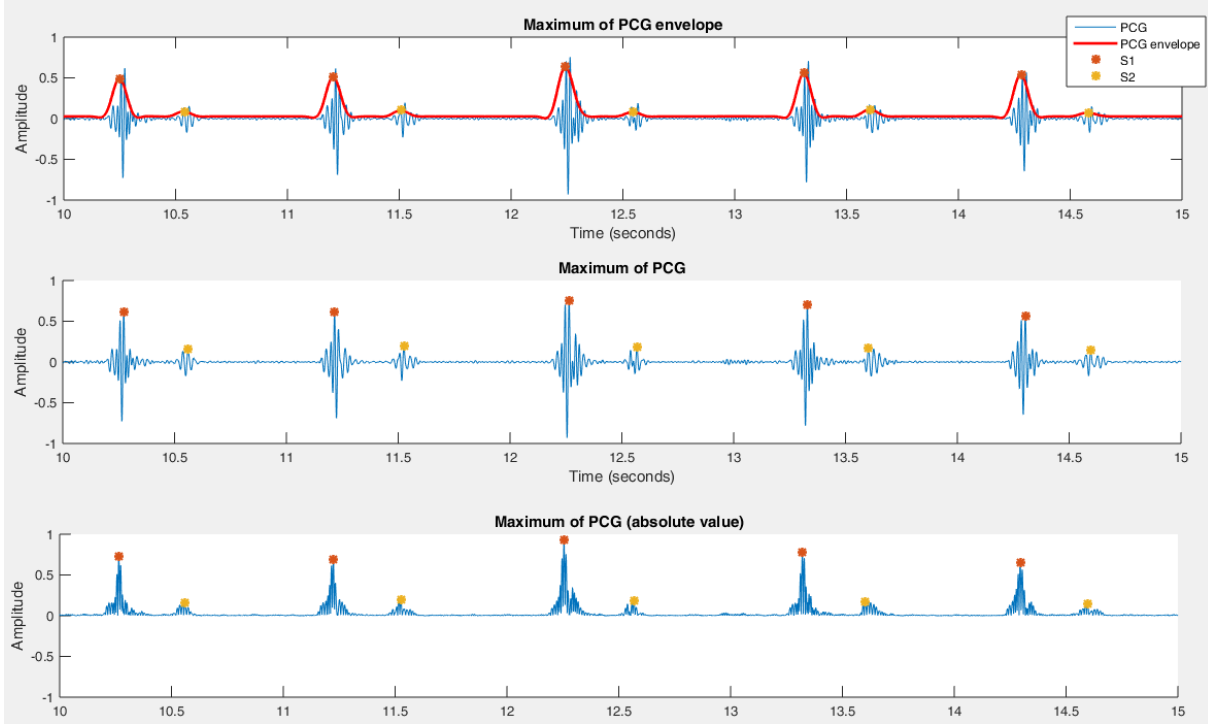 Maximum of PCG envelope
PCG
PCG envelope
S1
S2
1
0.5
0
-0.5
-1
Amplitude
10 10.5 11 11.5 12 12.5 13 13.5 14 14.5 15
Time (seconds)
Maximum of PCG
1
0.5
0
-0.5
-1
Amplitude
10 10.5 11 11.5 12 12.5 13 13.5 14 14.5 15
Time (seconds)
Maximum of PCG (absolute value)
1
0.5
0
-0.5
-1
Amplitude
10 10.5 11 11.5 12 12.5 13 13.5 14 14.5 15